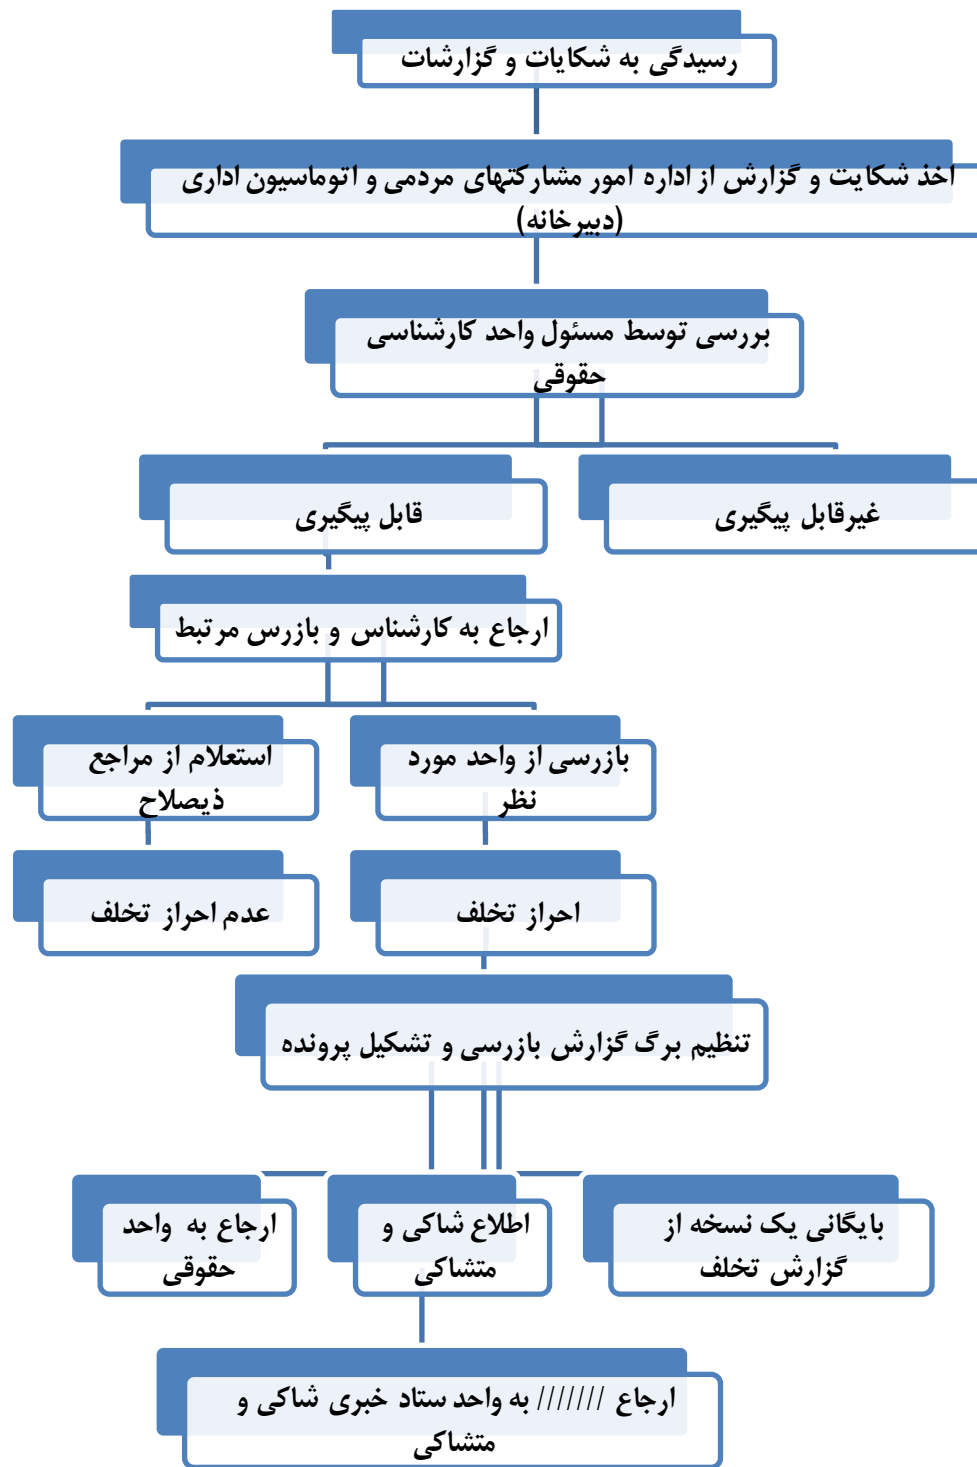 رسیدگی به شکایات و گزارشات
اخذ شکایت و گزارش از اداره امور مشارکتهای مردمی و اتوماسیون اداری
(دبیرخانه)
بررسی توسط مسئول واحد کارشناسی
حقوقی
غیرقابل پیگیری
قابل پیگیری
ارجاع به کارشناس و بازرس مرتبط
بازرسی از واحد مورد
نظر
استعلام از مراجع
ذیصلاح
احراز تخلف
عدم احراز تخلف
تنظیم برگ گزارش بازرسی و تشکیل پرونده
بایگانی یک نسخه از
گزارش تخلف
اطلاع شاکی و
متشاکی
ارجاع به واحد
حقوقی
ارجاع /////// به واحد ستاد خبری شاکی و
متشاکی